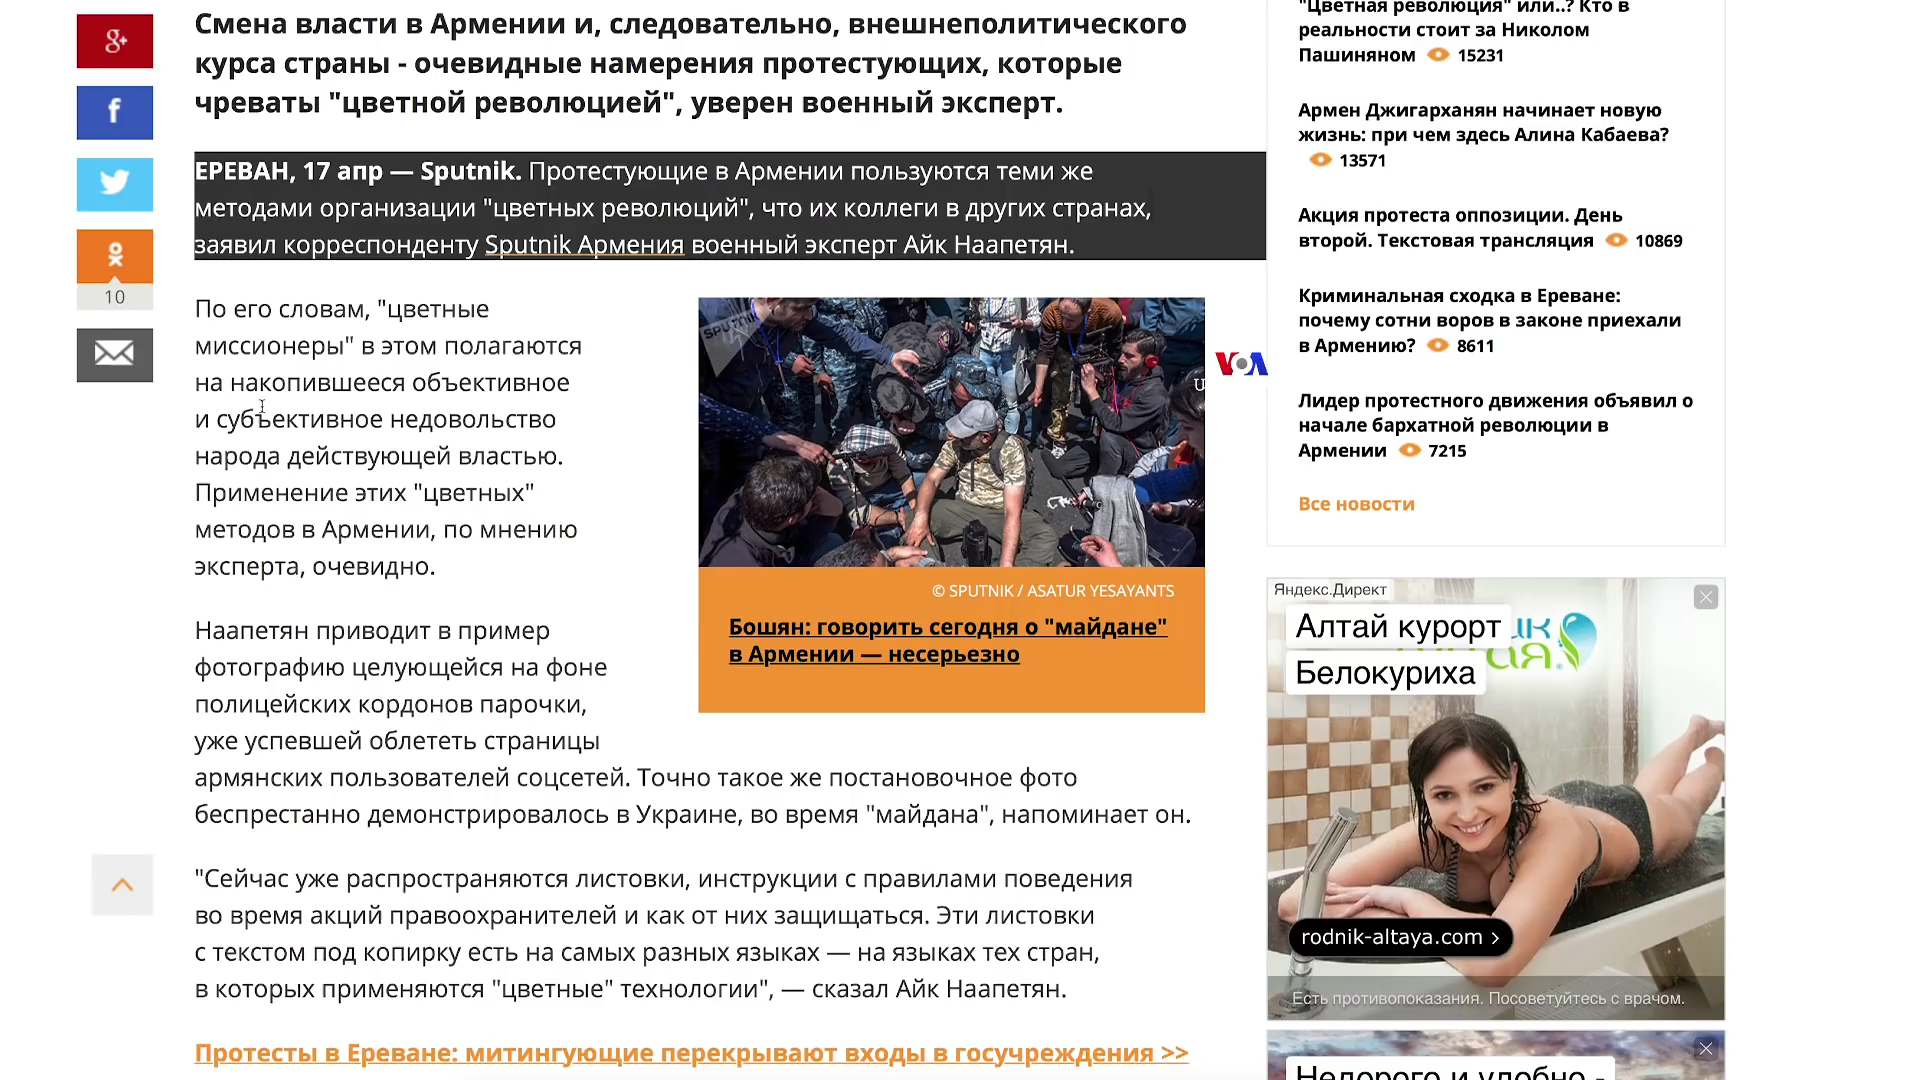 Смена власти в Армении и, следовательно, внешнеполитического
курса страны - очевидные намерения протестующих, которые
чреваты "цветной революцией", уверен военный эксперт.
ЕРЕВАН, 17 апр — Sputnik. Протестующие в Армении пользуются теми же
методами организации "цветных революций", что их коллеги в других странах,
заявил корреспонденту Sputnik Армения военный эксперт Айк Наапетян.
По его словам, "цветные
миссионеры" в этом полагаются
на накопившееся объективное
и субъективное недовольство
народа действующей властью.
Применение этих "цветных"
методов в Армении, по мнению
эксперта, очевидно.
Наапетян приводит в пример
фотографию целующейся на фоне
полицейских кордонов парочки,
уже успевшей облететь страницы
армянских пользователей соцсетей. Точно такое же постановочное фото
беспрестанно демонстрировалось в Украине, во время "майдана", напоминает он.
"Сейчас уже распространяются листовки, инструкции с правилами поведения
во время акций правоохранителей и как от них защищаться. Эти листовки
с текстом под копирку есть на самых разных языках — на языках тех стран,
в которых применяются "цветные" технологии", — сказал Айк Наапетян.
Протесты в Ереване: митингующие перекрывают входы в госучреждения >>
g+
f
10
SPUTNIK
© SPUTNIK / ASATUR YESAYANTS
Бошян: говорить сегодня о "майдане"
в Армении — несерьезно
VOA
"Цветная революция" или..? Кто в
реальности стоит за Николом
Пашиняном 15231
Армен Джигарханян начинает новую
жизнь: при чем здесь Алина Кабаева?
13571
Акция протеста оппозиции. День
второй. Текстовая трансляция 10869
Криминальная сходка в Ереване:
почему сотни воров в законе приехали
в Армению? 8611
Лидер протестного движения объявил о
начале бархатной революции в
Армении 7215
Все новости
Яндекс.Директ
Алтай курорт
Белокуриха
rodnik-altaya.com >
Есть противопоказания. Посоветуйтесь с врачом.
Недорого и удобно -